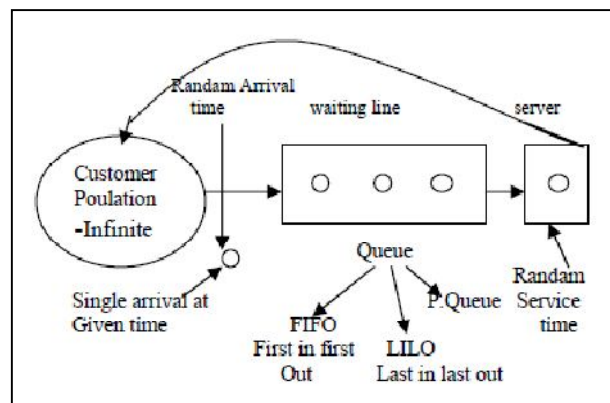 Randam Arrival
time
waiting line
server
Customer
Poulation
-Infinite
Single arrival at
Given time
Queue
FIFO
First in first
Out
LILO
Last in last out
P.Queue
Randam
Service
time